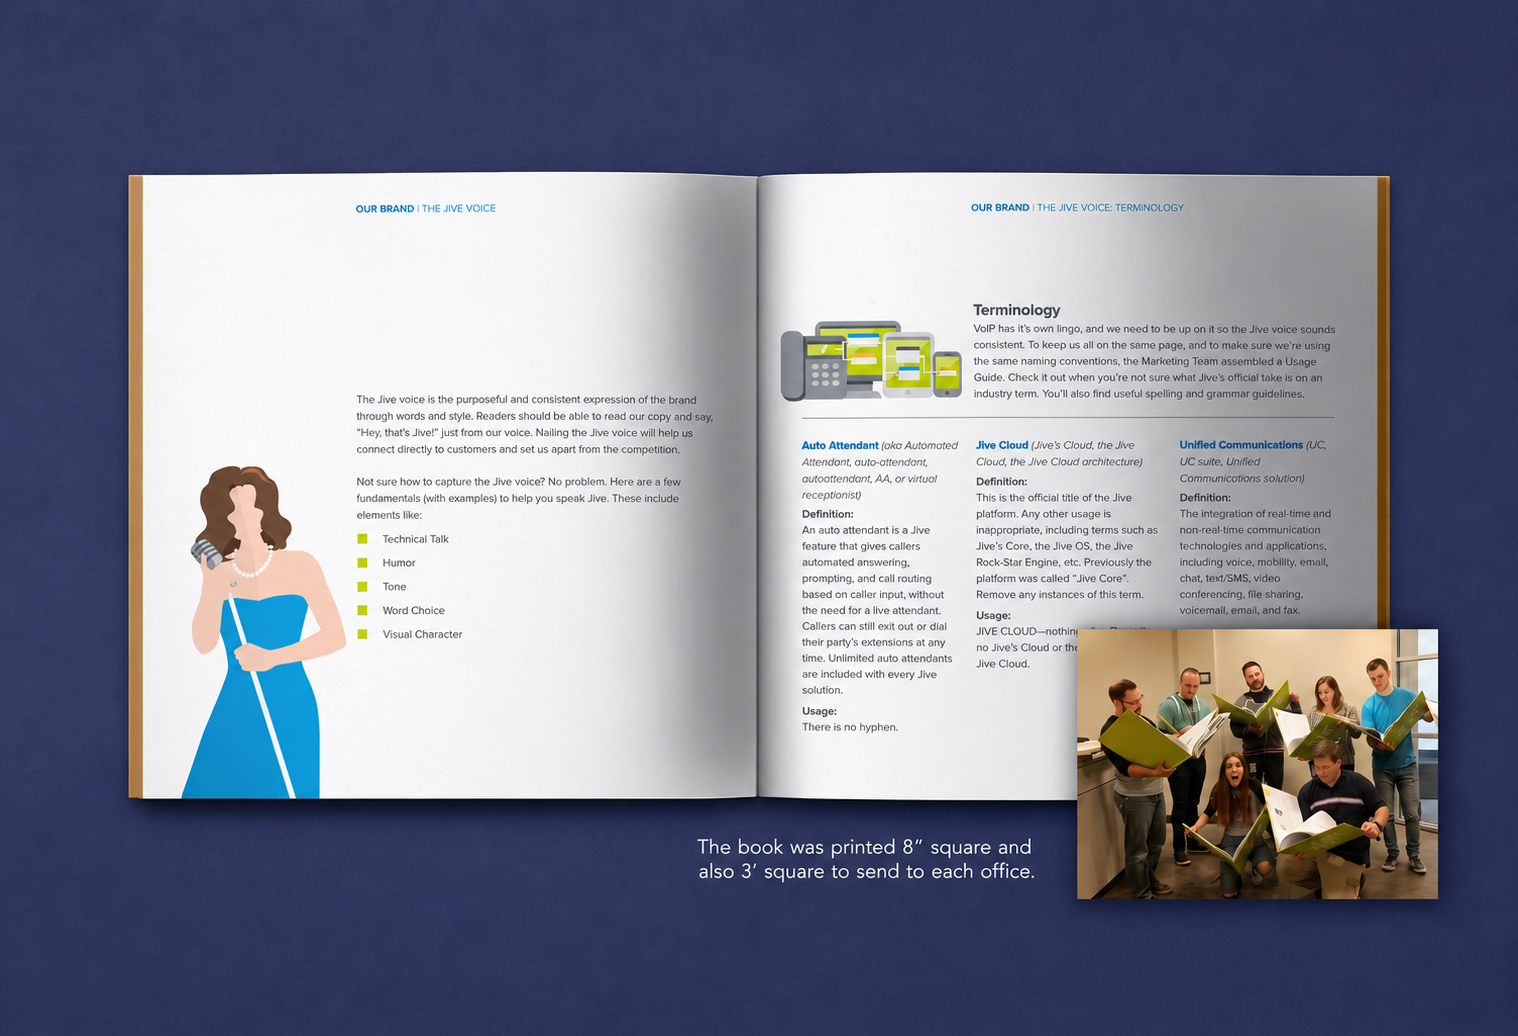 OUR BRAND | THE JIVE VOICE
The Jive voice is the purposeful and consistent expression of the brand
through words and style. Readers should be able to read our copy and say,
“Hey, that's Jive!” just from our voice. Nailing the Jive voice will help us
connect directly to customers and set us apart from the competition.
Not sure how to capture the Jive voice? No problem. Here are a few
fundamentals (with examples) to help you speak Jive. These include
elements like:
Technical Talk
Humor
Tone
Word Choice
Visual Character
OUR BRAND | THE JIVE VOICE: TERMINOLOGY
Terminology
VoIP has it's own lingo, and we need to be up on it so the Jive voice sounds
consistent. To keep us all on the same page, and to make sure we're using
the same naming conventions, the Marketing Team assembled a Usage
Guide. Check it out when you're not sure what Jive's official take is on an
industry term. You'll also find useful spelling and grammar guidelines.
Auto Attendant (aka Automated
Attendant, auto-attendant,
autoattendant, AA, or virtual
receptionist)
Definition:
An auto attendant is a Jive
feature that gives callers
automated answering,
prompting, and call routing
based on caller input, without
the need for a live attendant.
Callers can still exit out or dial
their party's extensions at any
time. Unlimited auto attendants
are included with every Jive
solution.
Usage:
There is no hyphen.
Jive Cloud (Jive's Cloud, the Jive
Cloud, the Jive Cloud architecture)
Definition:
This is the official title of the Jive
platform. Any other usage is
inappropriate, including terms such as
Jive's Core, the Jive OS, the Jive
Rock-Star Engine, etc. Previously the
platform was called “Jive Core”.
Remove any instances of this term.
Usage:
JIVE CLOUD—nothing
no Jive's Cloud or the
Jive Cloud.
Unified Communications (UC,
UC suite, Unified
Communications solution)
Definition:
The integration of real-time and
non-real-time communication
technologies and applications,
including voice, mobility, email,
chat, text/SMS, video
conferencing, file sharing,
voicemail, email, and fax.
The book was printed 8” square and
also 3’ square to send to each office.